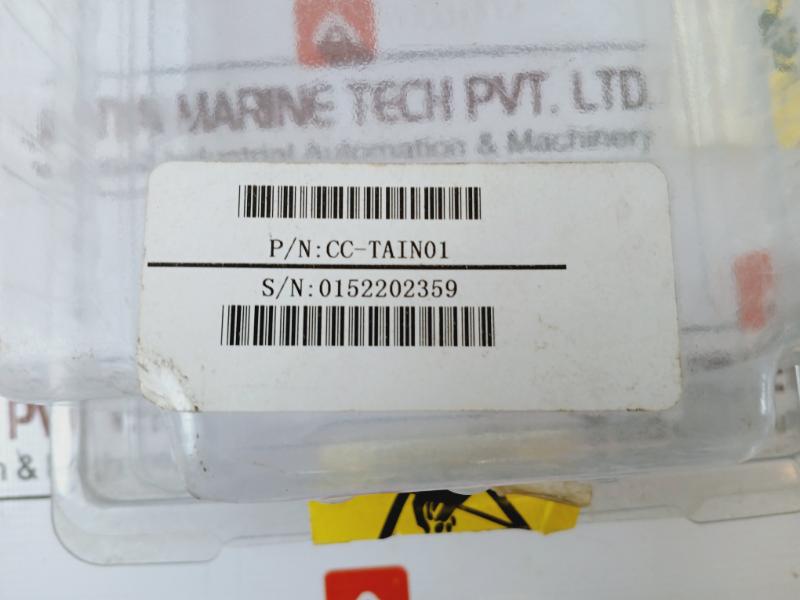 MARINE TECH PVT. LTD.
Industrial Automation & Machinery
P/N:CC-TAIN01
S/N:0152202359